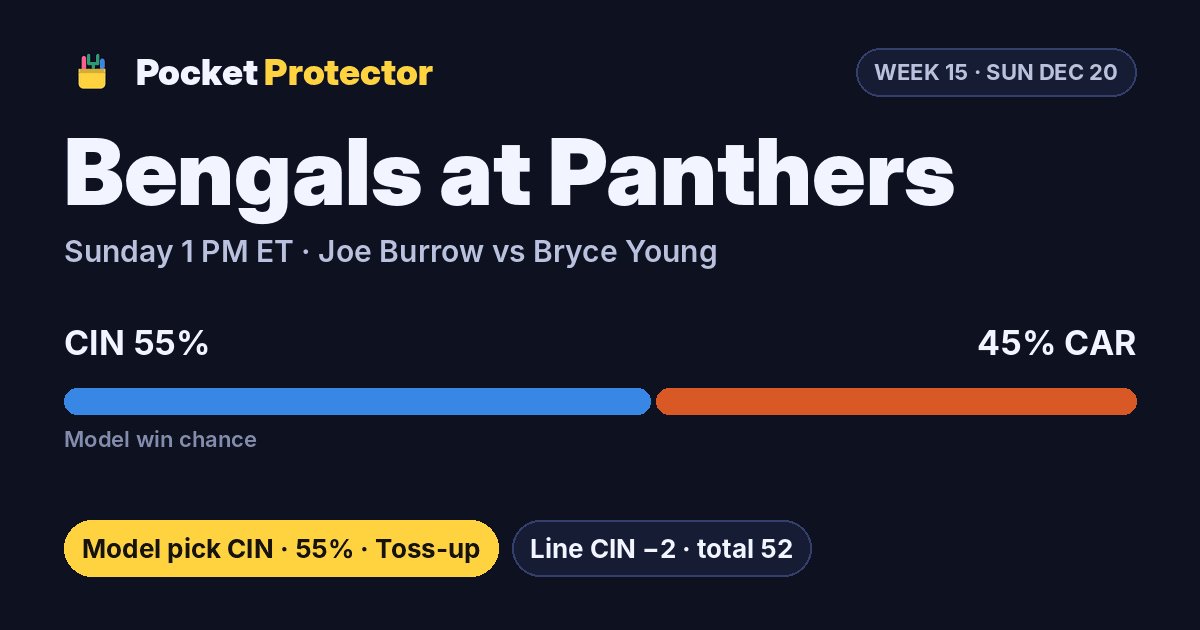 Pocket Protector
WEEK 15 · SUN DEC 20
Bengals at Panthers
Sunday 1 PM ET · Joe Burrow vs Bryce Young
CIN 55%
45% CAR
Model win chance
Model pick CIN · 55% · Toss-up
Line CIN −2 · total 52